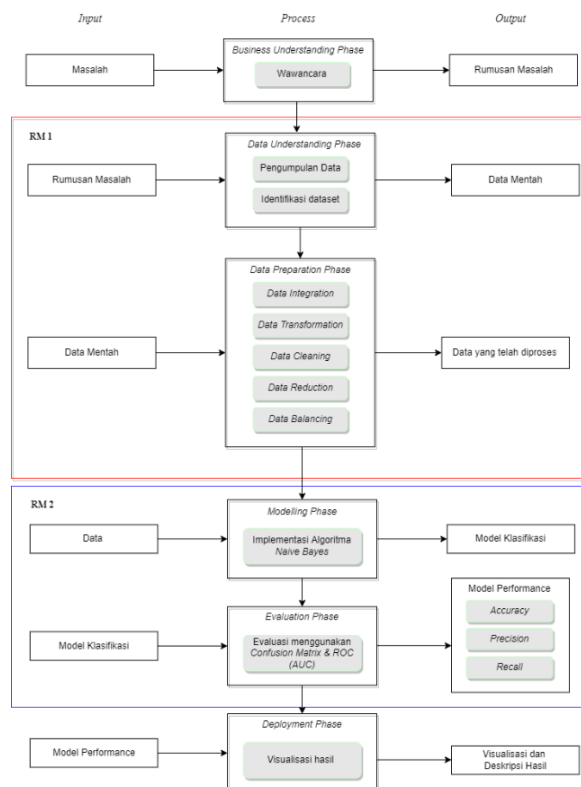 Input
Process
Output
Business Understanding Phase
Masalah
Wawancara
Rumusan Masalah
RM 1
Data Understanding Phase
Pengumpulan Data
Rumusan Masalah
Data Mentah
Identifikasi dataset
Data Preparation Phase
Data Integration
Data Transformation
Data Mentah
Data Cleaning
Data yang telah diproses
Data Reduction
Data Balancing
RM 2
Modelling Phase
Data
Implementasi Algoritma
Naive Bayes
Model Klasifikasi
Evaluation Phase
Model Klasifikasi
Evaluasi menggunakan
Confusion Matrix & ROC
(AUC)
Model Performance
Accuracy
Precision
Recall
Deployment Phase
Model Performance
Visualisasi hasil
Visualisasi dan
Deskripsi Hasil